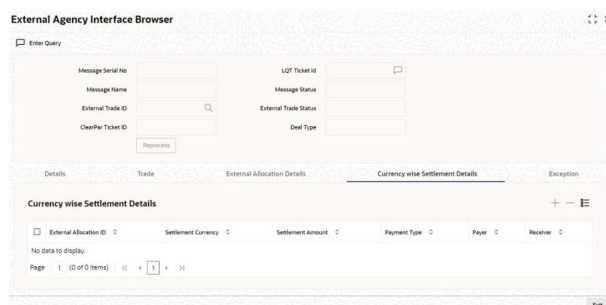 External Agency Interface Browser
Enter Query
Message Serial No
LQT Ticket Id
Message Name
Message Status
External Trade ID
External Trade Status
ClearPar Ticket ID
Deal Type
Reprocess
Details Trade External Allocation Details Currency wise Settlement Details Exception
Currency wise Settlement Details
External Allocation ID Settlement Currency Settlement Amount Payment Type Payer Receiver
No data to display.
Page 1 (0 of 0 items) 1
Exit